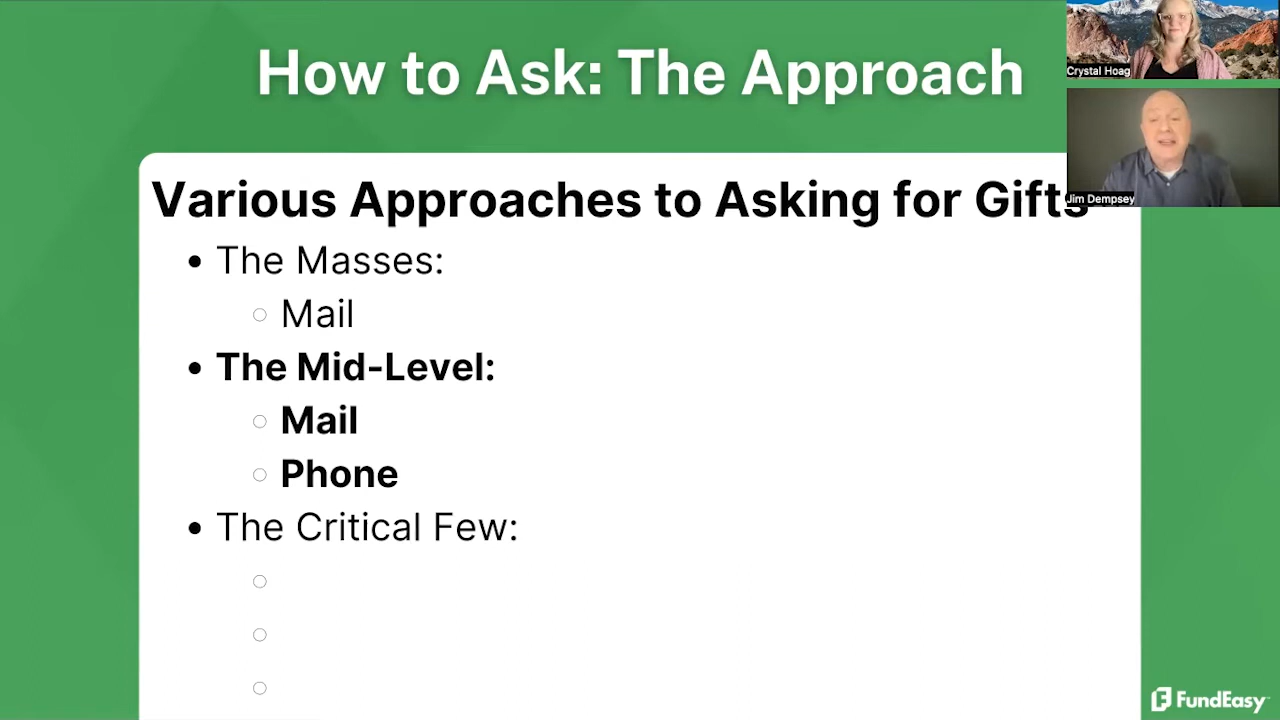 How to Ask: The Approach
Crystal Hoag
Jim Dempsey
Various Approaches to Asking for Gifts
• The Masses:
○ Mail
• The Mid-Level:
○ Mail
○ Phone
• The Critical Few:
○
○
○
FundEasy